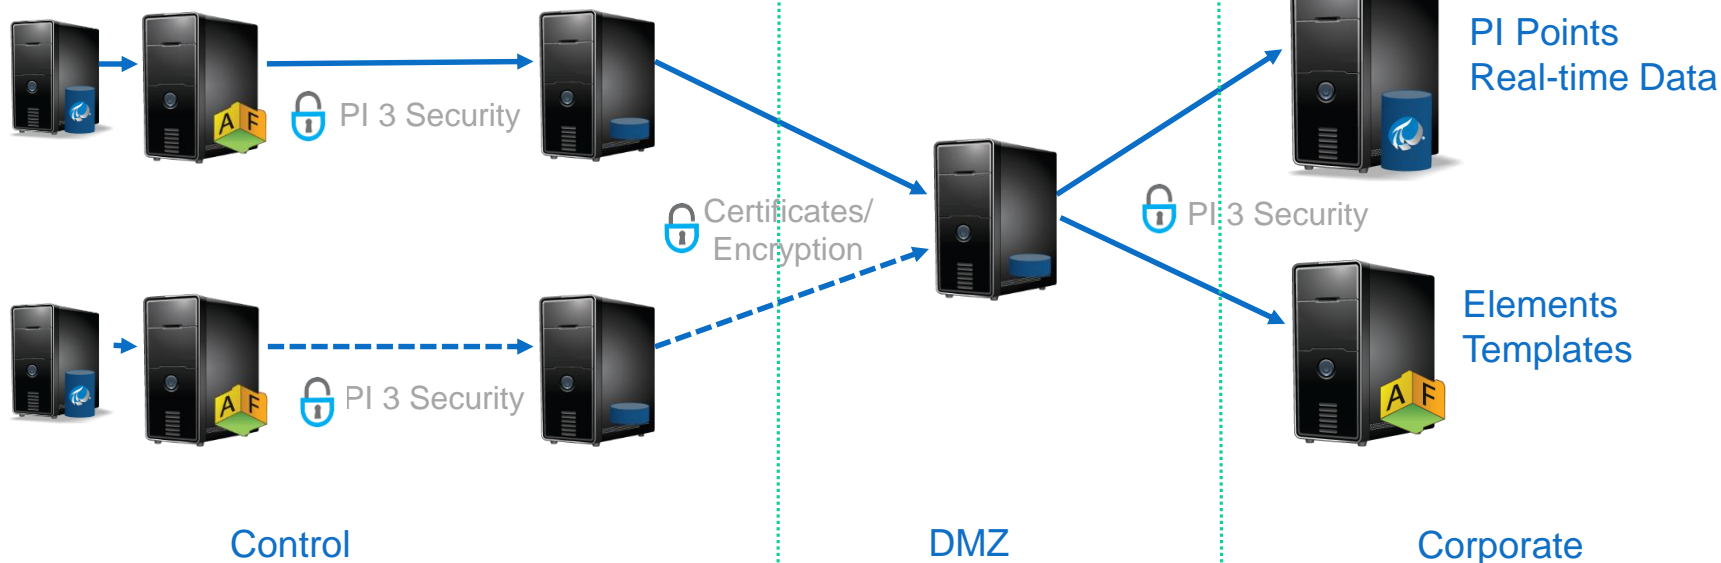 PI Points
Real-time Data
A F
PI 3 Security
Certificates/
Encryption
PI 3 Security
Elements
Templates
A F
PI 3 Security
A F
Control
DMZ
Corporate